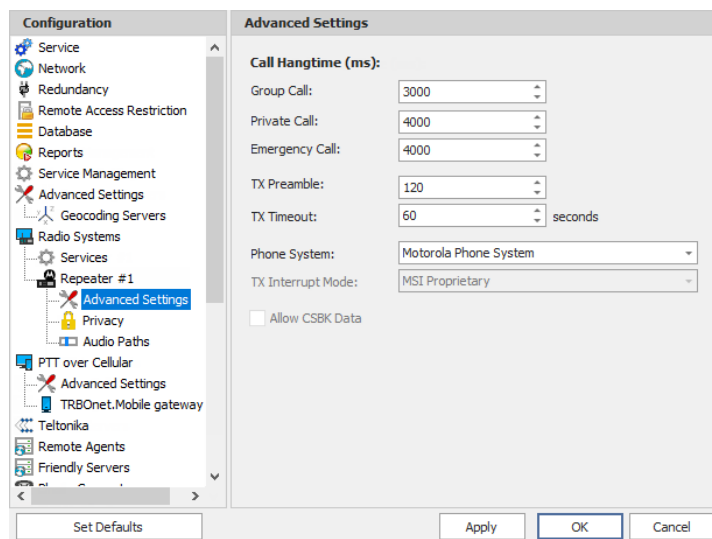 Configuration
Service
Network
Redundancy
Remote Access Restriction
Database
Reports
Service Management
Advanced Settings
Geocoding Servers
Radio Systems
Services
Repeater #1
Advanced Settings
Privacy
Audio Paths
PTT over Cellular
Advanced Settings
TRBOnet.Mobile gateway
Teltonika
Remote Agents
Friendly Servers
Advanced Settings
Call Hangtime (ms):
Group Call: 3000
Private Call: 4000
Emergency Call: 4000
TX Preamble: 120
TX Timeout: 60 seconds
Phone System: Motorola Phone System
TX Interrupt Mode: MSI Proprietary
Allow CSBK Data
Set Defaults
Apply
OK
Cancel